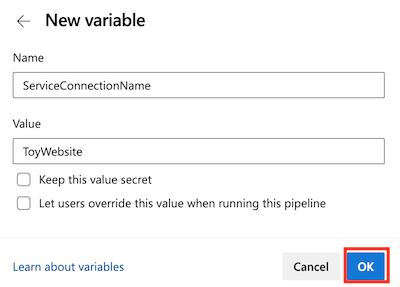 New variable
Name
ServiceConnectionName
Value
ToyWebsite
Keep this value secret
Let users override this value when running this pipeline
Learn about variables
Cancel
OK